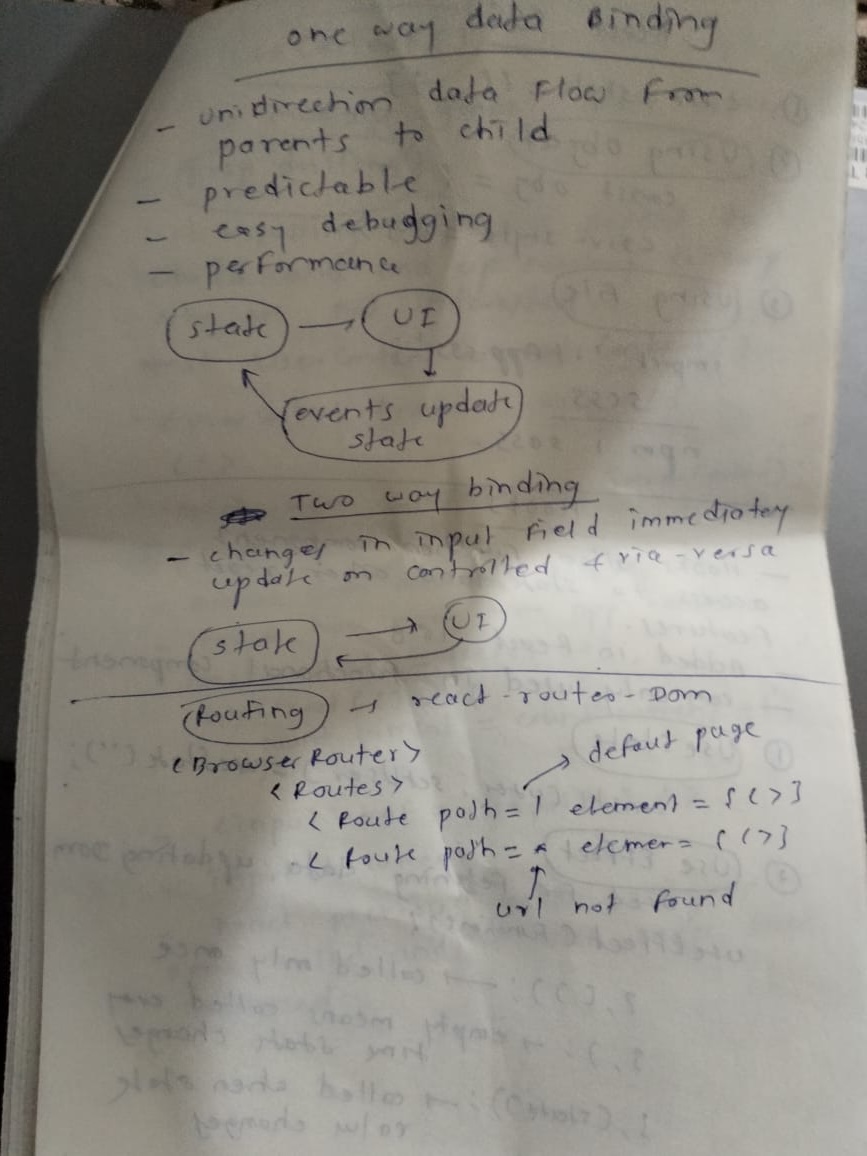 one way data Binding
- unidirection data Flow From
parents to child
- predictable
- easy debugging
- performance
state → UI
events update
state
Two way binding
- changes in input Field immediatey
update on controlled & via-versa
state UI
Routing → react-router-Dom
<BrowserRouter>
defaut page
<Routes>
< Route path = / element = { < > }
< Route path = * elemer = { < > }
url not found